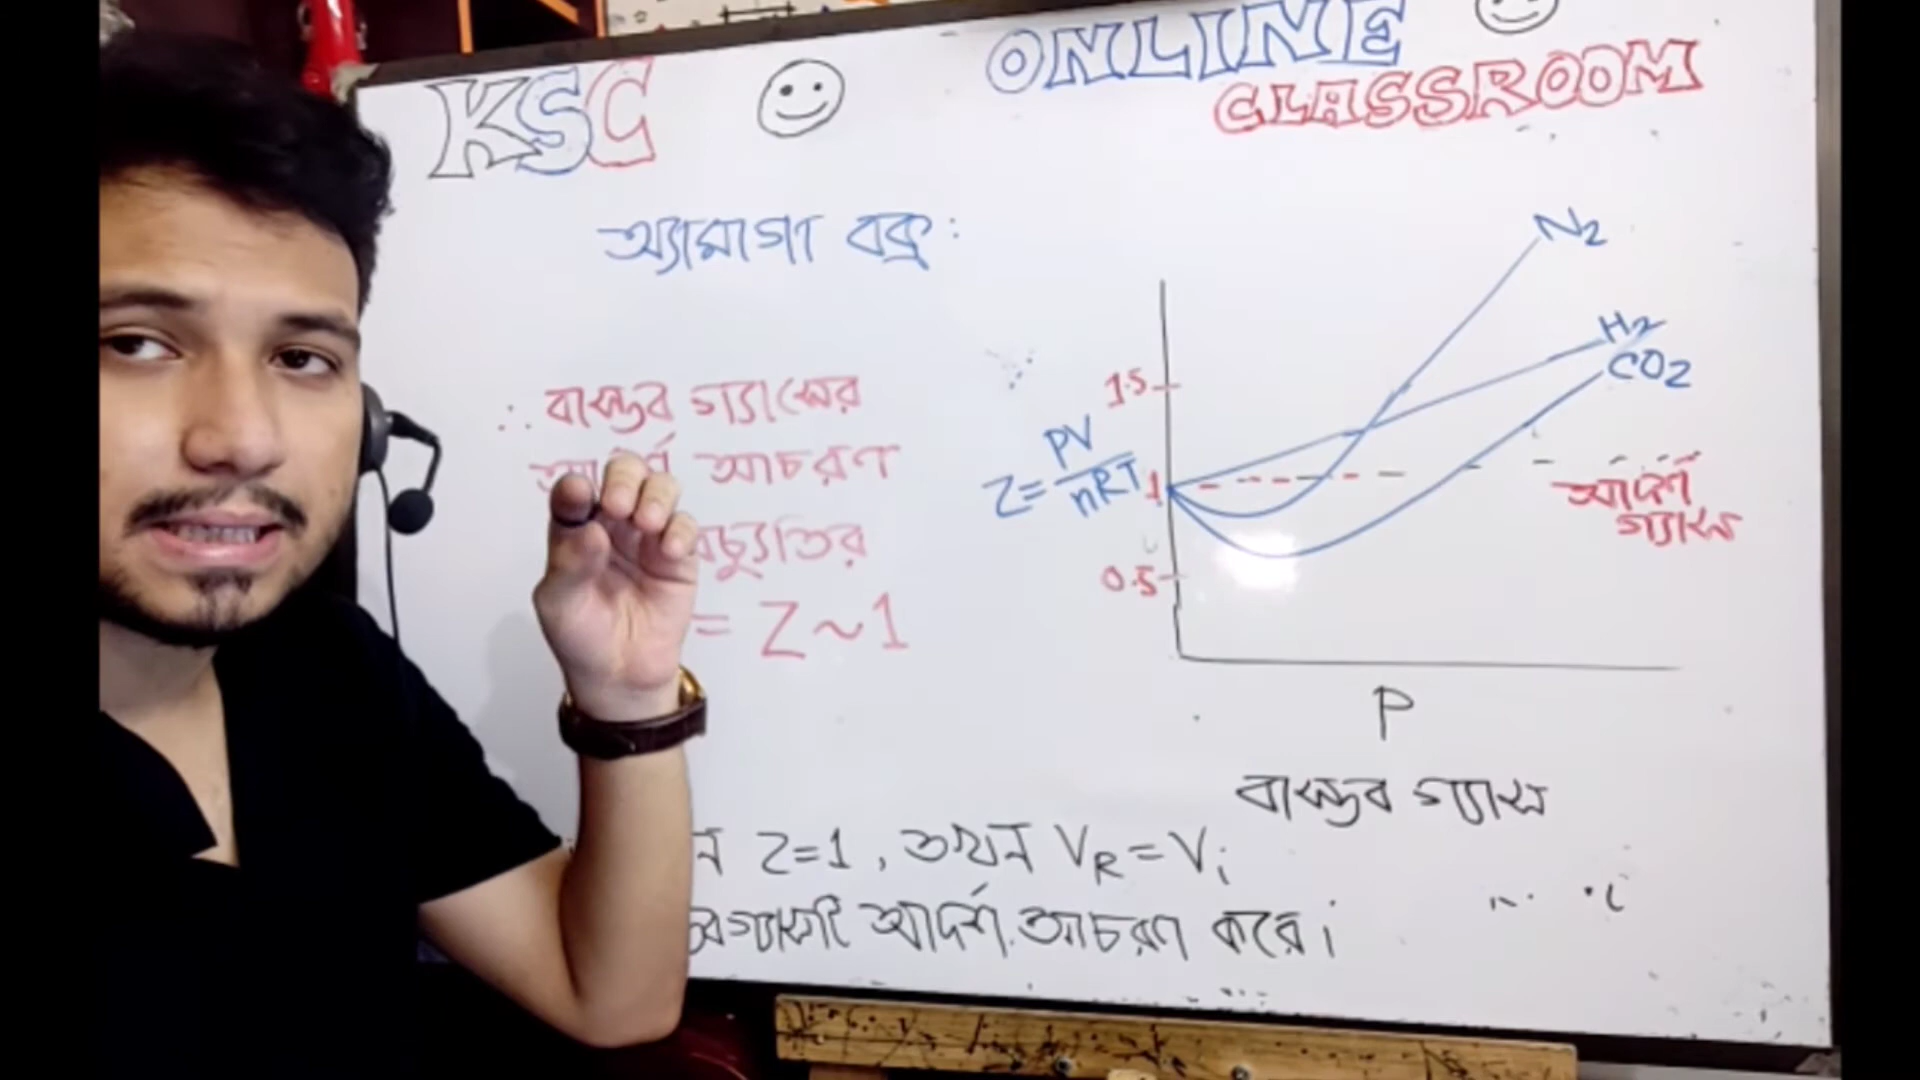 KSC
ONLINE
CLASSROOM
অ্যামাগা বক্র:
∴ বাস্তব গ্যাসের
আচরণ
= Z ~ 1
Z = PV / nRT
1.5
1
0.5
N2
H2
CO2
আদর্শ
গ্যাস
P
বাস্তব গ্যাস
Z=1, তখন VR = Vi
আদর্শ আচরণ করে।